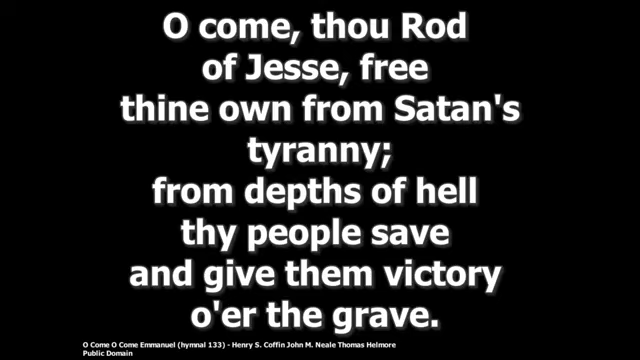 O come, thou Rod
of Jesse, free
thine own from Satan's
tyranny;
from depths of hell
thy people save
and give them victory
o'er the grave.
O Come O Come Emmanuel (hymnal 133) - Henry S. Coffin John M. Neale Thomas Helmore
Public Domain